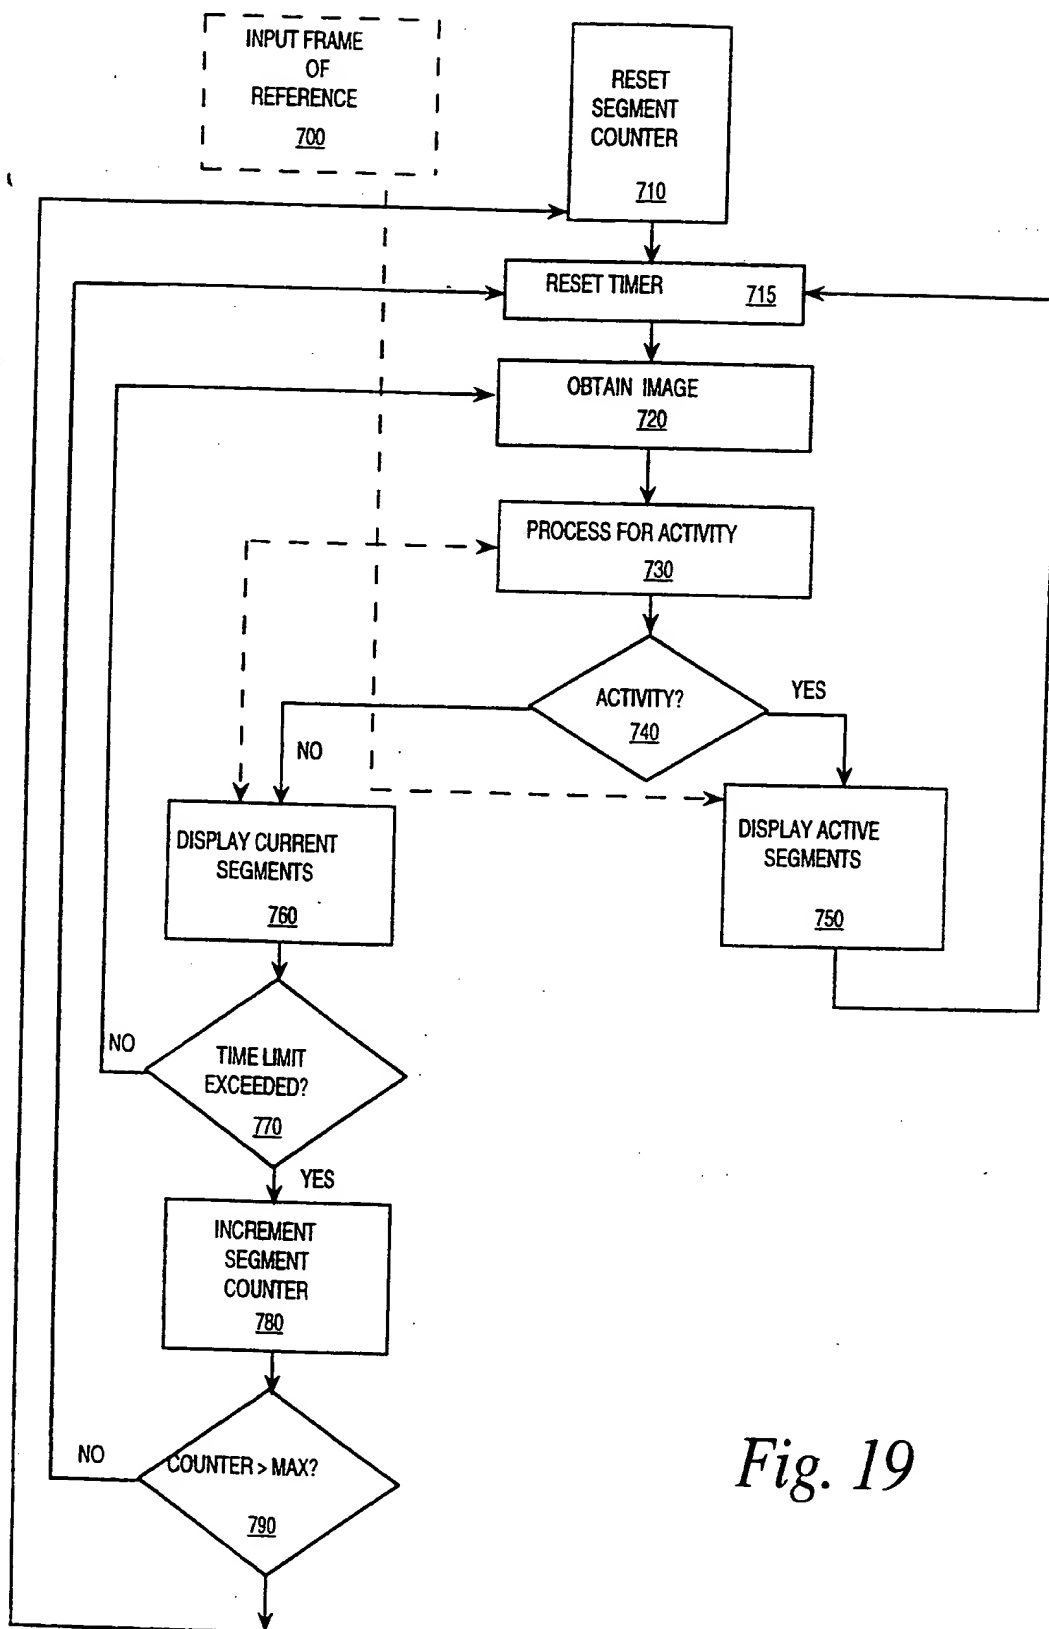 INPUT FRAME
OF
REFERENCE
700
RESET
SEGMENT
COUNTER
710
RESET TIMER 715
OBTAIN IMAGE
720
PROCESS FOR ACTIVITY
730
ACTIVITY?
740
YES
NO
DISPLAY CURRENT
SEGMENTS
760
DISPLAY ACTIVE
SEGMENTS
750
NO
TIME LIMIT
EXCEEDED?
770
YES
INCREMENT
SEGMENT
COUNTER
780
NO
COUNTER > MAX?
790
Fig. 19